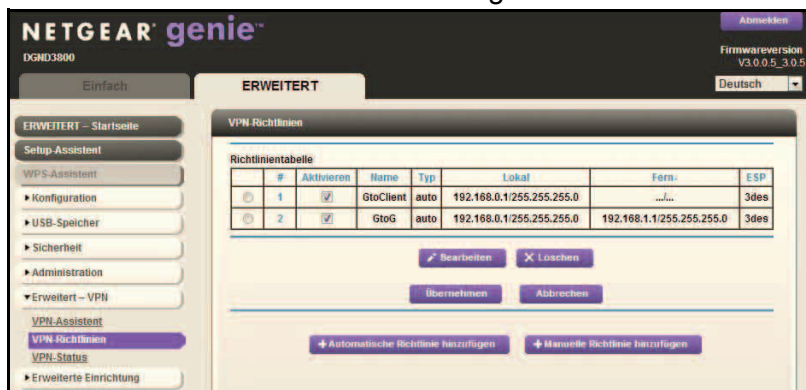 NETGEAR® genie™
Abmelden
DGND3800
Firmwareversion
V3.0.0.5_3.0.5
Einfach
ERWEITERT
Deutsch
ERWEITERT – Startseite
Setup-Assistent
WPS-Assistent
Konfiguration
USB-Speicher
Sicherheit
Administration
Erweitert – VPN
VPN-Assistent
VPN-Richtlinien
VPN-Status
Erweiterte Einrichtung
VPN-Richtlinien
Richtlinientabelle
# Aktivieren Name Typ Lokal Fern- ESP
1 GtoClient auto 192.168.0.1/255.255.255.0 .../... 3des
2 GtoG auto 192.168.0.1/255.255.255.0 192.168.1.1/255.255.255.0 3des
Bearbeiten Löschen
Übernehmen Abbrechen
+ Automatische Richtlinie hinzufügen + Manuelle Richtlinie hinzufügen